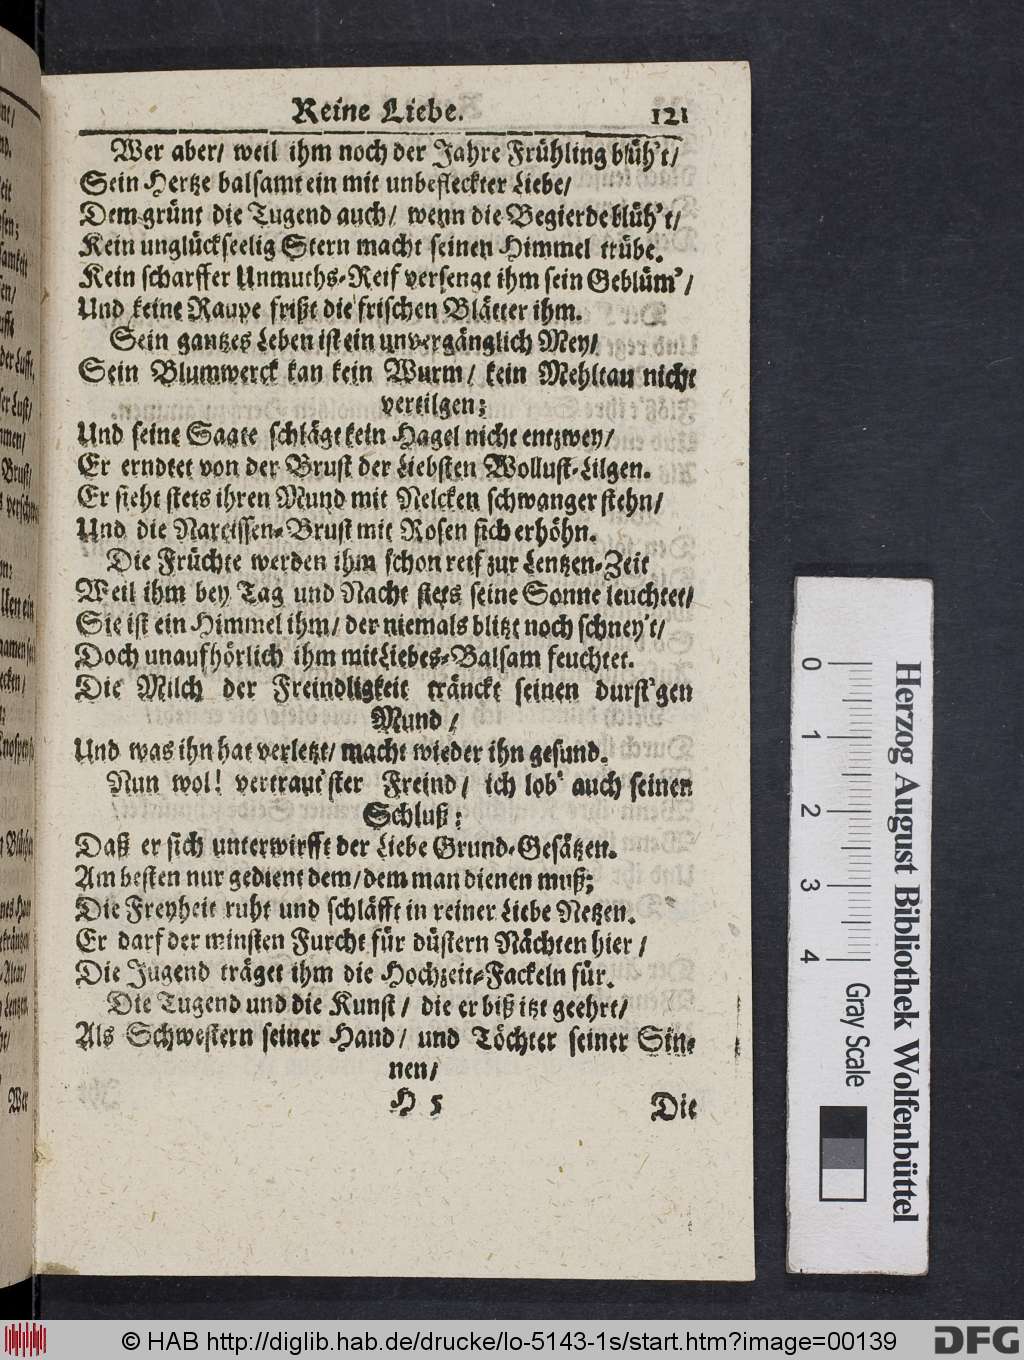 Reine Liebe. 121
Wer aber/ weil ihm noch der Jahre Frühling blüh't/
Sein Hertze balsamt ein mit unbefleckter Liebe/
Dem grünt die Tugend auch/ wenn die Begierde blüh't/
Kein unglückseelig Stern macht seinen Himmel trübe.
Kein scharffer Unmuths-Reif versengt ihm sein Geblüm'/
Und keine Raupe frißt die frischen Blätter ihm.
Sein gantzes Leben ist ein unvergänglich Mey/
Sein Blumwerck kan kein Wurm/ kein Mehltau nicht
vertilgen;
Und seine Saate schlägt kein Hagel nicht entzwey/
Er erndtet von der Brust der Liebsten Wollust-Lilgen.
Er sieht stets ihren Mund mit Nelcken schwanger stehn/
Und die Narcissen-Brust mit Rosen sich erhöhn.
Die Früchte werden ihm schon reif zur Lentzen-Zeit
Weil ihm bey Tag und Nacht stets seine Sonne leuchtet/
Sie ist ein Himmel ihm/ der niemals blitzt noch schney't/
Doch unaufhörlich ihm mit Liebes-Balsam feuchtet.
Die Milch der Freindligkeit träncket seinen durst'gen
Mund/
Und was ihn hat verletzt/ macht wieder ihn gesund.
Nun wol! vertraut'ster Freind/ ich lob' auch seinen
Schluß:
Daß er sich unterwirfft der Liebe Grund-Gesätzen.
Am besten nur gedient dem/ dem man dienen muß;
Die Freyheit ruht und schläfft in reiner Liebe Netzen.
Er darf der minsten Furcht für düstern Nächten hier/
Die Jugend träget ihm die Hochzeit-Fackeln für.
Die Tugend und die Kunst/ die er biß itzt geehrt/
Als Schwestern seiner Hand/ und Töchter seiner Sin-
nen/
H 5 Die
Wer
0 1 2 3 4
Gray Scale
Herzog August Bibliothek Wolfenbüttel
© HAB http://diglib.hab.de/drucke/lo-5143-1s/start.htm?image=00139
DFG